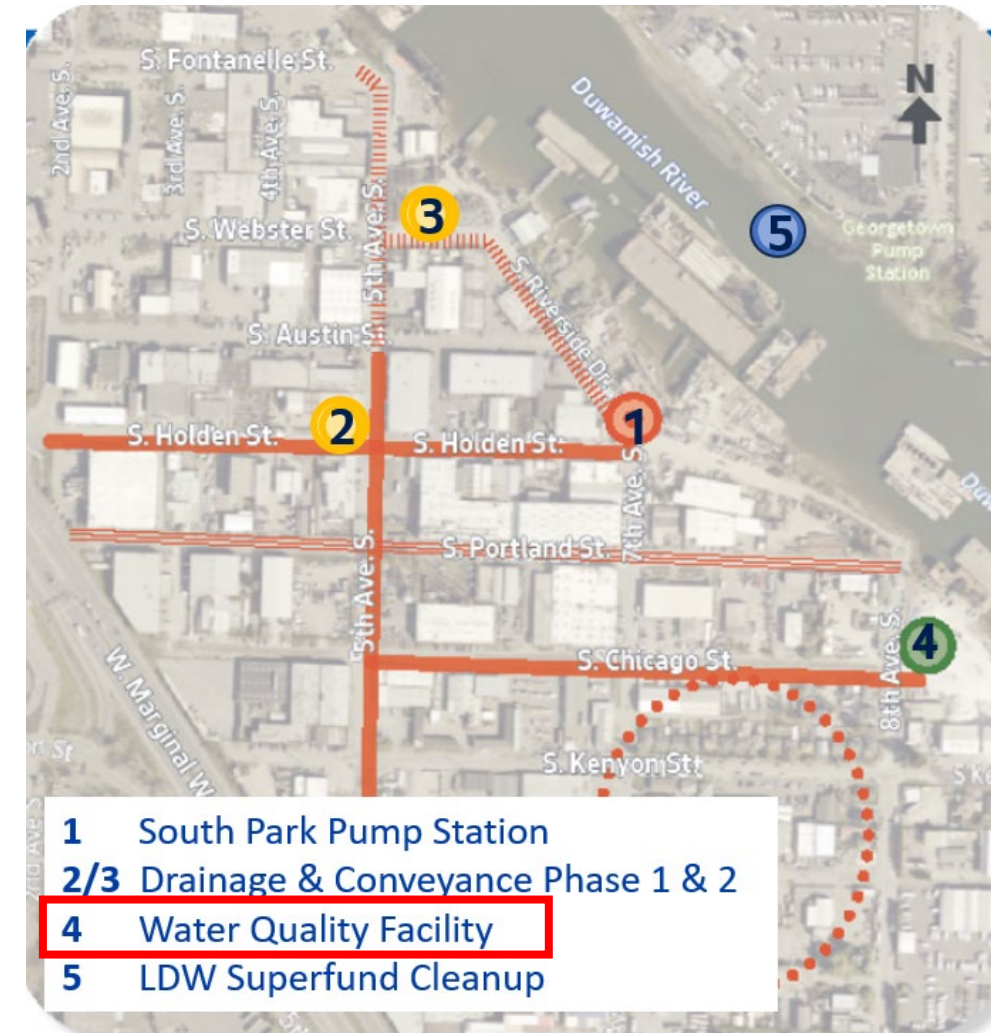 S. Fontanelle St.
N
2nd Ave. S.
3rd Ave. S.
4th Ave. S.
Duwamish River
3
5
S. Webster St.
5th Ave. S.
Georgetown
Pump
Station
S. Riverside Dr.
S. Austin S
2
1
S. Holden St.
S. Holden St.
7th Ave. S.
Duw
S. Portland St.
5th Ave. S.
8th Ave. S.
4
S. Chicago St.
W. Marginal W
on St
S. Kenyon St
S Ke
1 South Park Pump Station
2/3 Drainage & Conveyance Phase 1 & 2
4 Water Quality Facility
5 LDW Superfund Cleanup